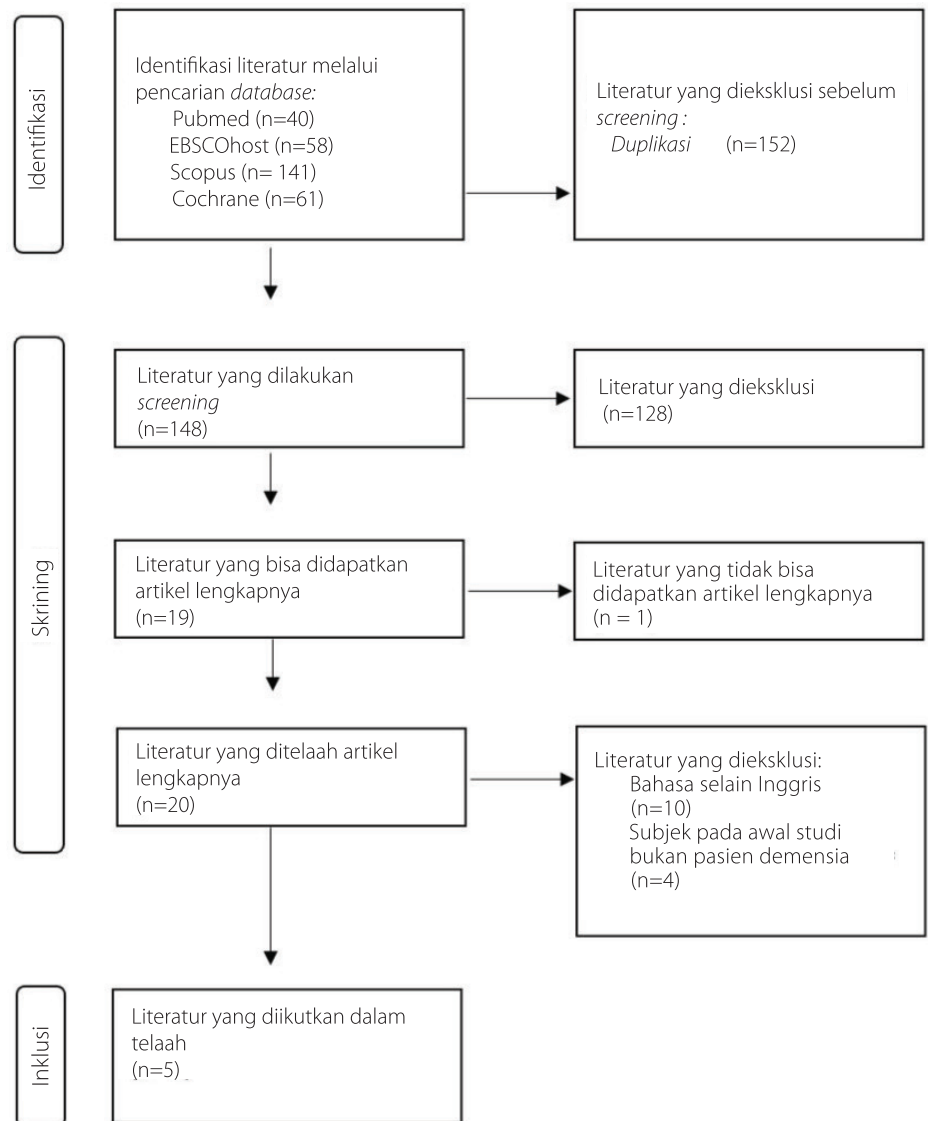 Identifikasi
Identifikasi literatur melalui
pencarian database:
Pubmed (n=40)
EBSCOhost (n=58)
Scopus (n= 141)
Cochrane (n=61)
Literatur yang dieksklusi sebelum
screening :
Duplikasi (n=152)
Skrining
Literatur yang dilakukan
screening
(n=148)
Literatur yang dieksklusi
(n=128)
Literatur yang bisa didapatkan
artikel lengkapnya
(n=19)
Literatur yang tidak bisa
didapatkan artikel lengkapnya
(n = 1)
Literatur yang ditelaah artikel
lengkapnya
(n=20)
Literatur yang dieksklusi:
Bahasa selain Inggris
(n=10)
Subjek pada awal studi
bukan pasien demensia
(n=4)
Inklusi
Literatur yang diikutkan dalam
telaah
(n=5)